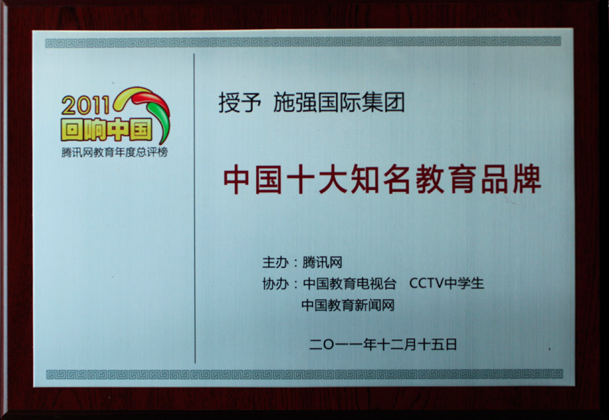 2011
回响中国
腾讯网教育年度总评榜
授予 施强国际集团
中国十大知名教育品牌
主办：腾讯网
协办：中国教育电视台 CCTV中学生
中国教育新闻网
二〇一一年十二月十五日